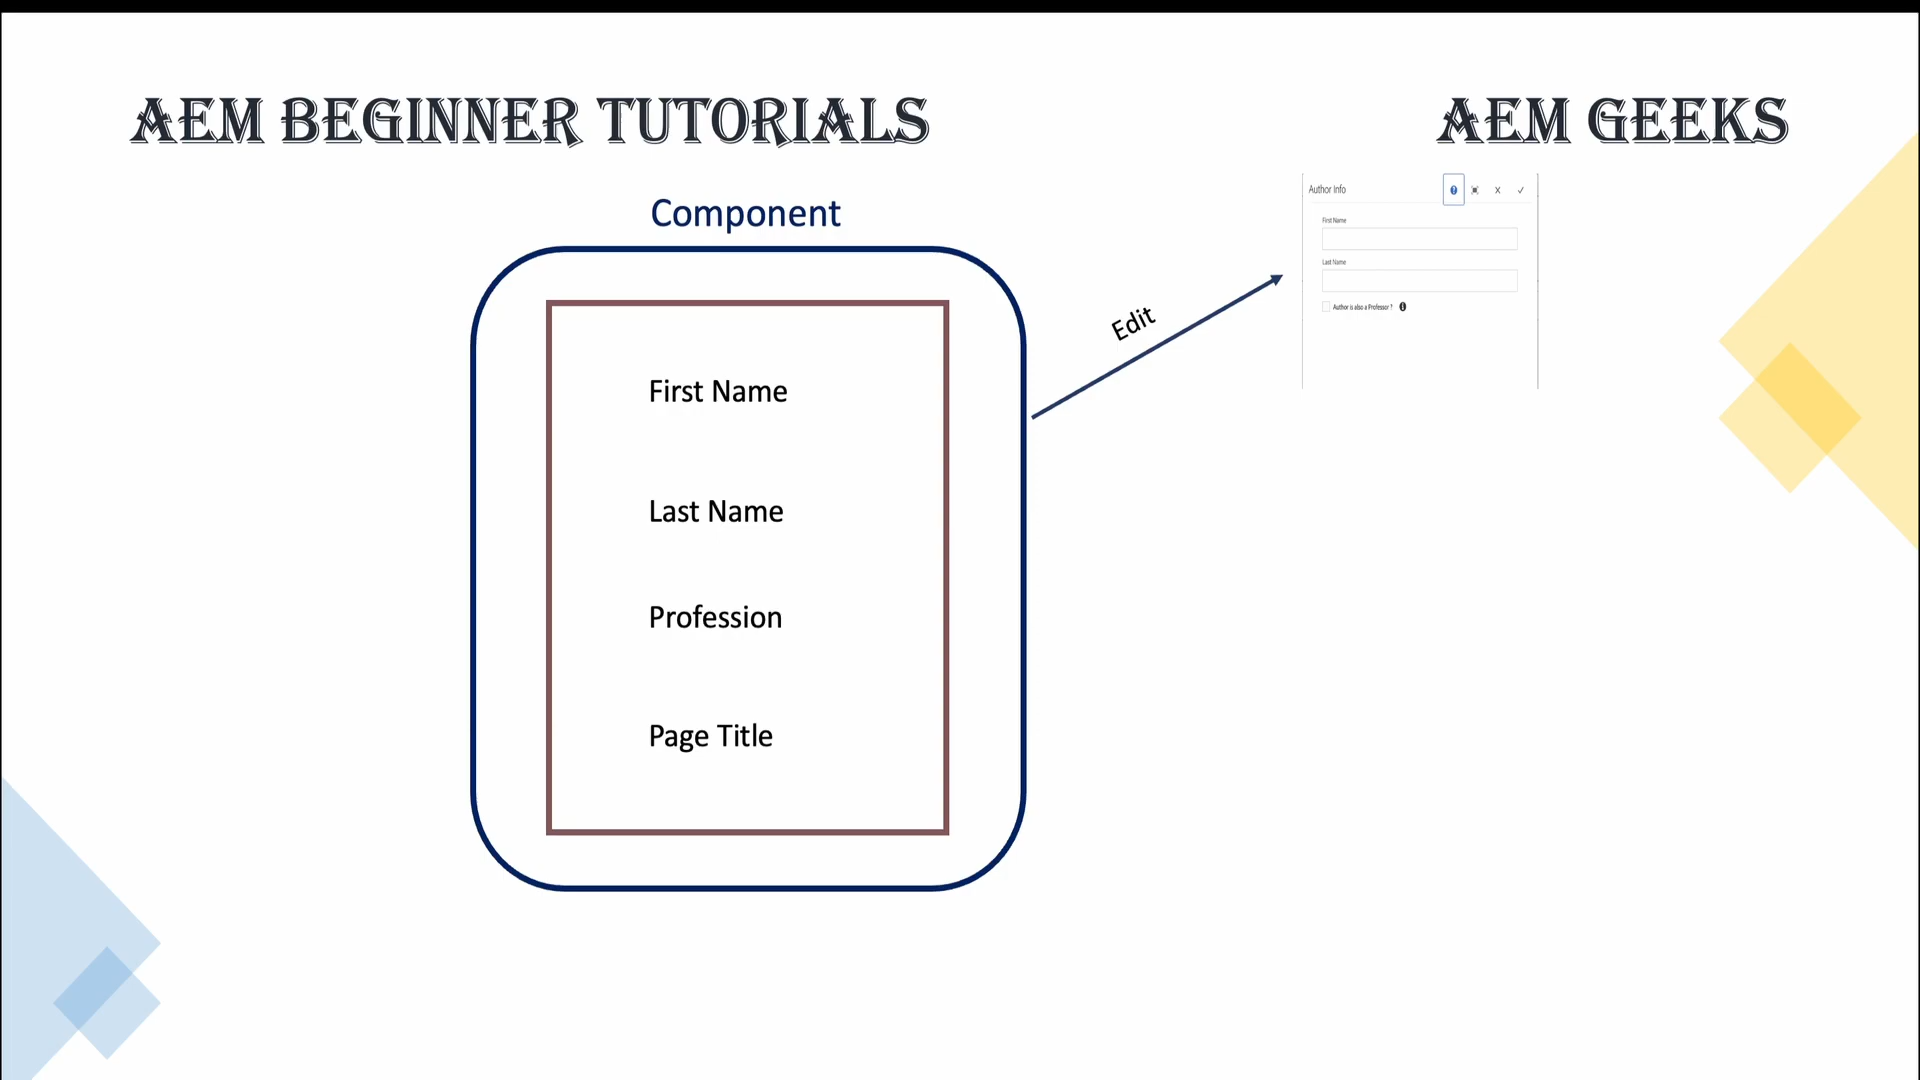 AEM BEGINNER TUTORIALS
AEM GEEKS
Component
First Name
Last Name
Profession
Page Title
Edit
Author Info
First Name
Last Name
Author is also a Professor ?